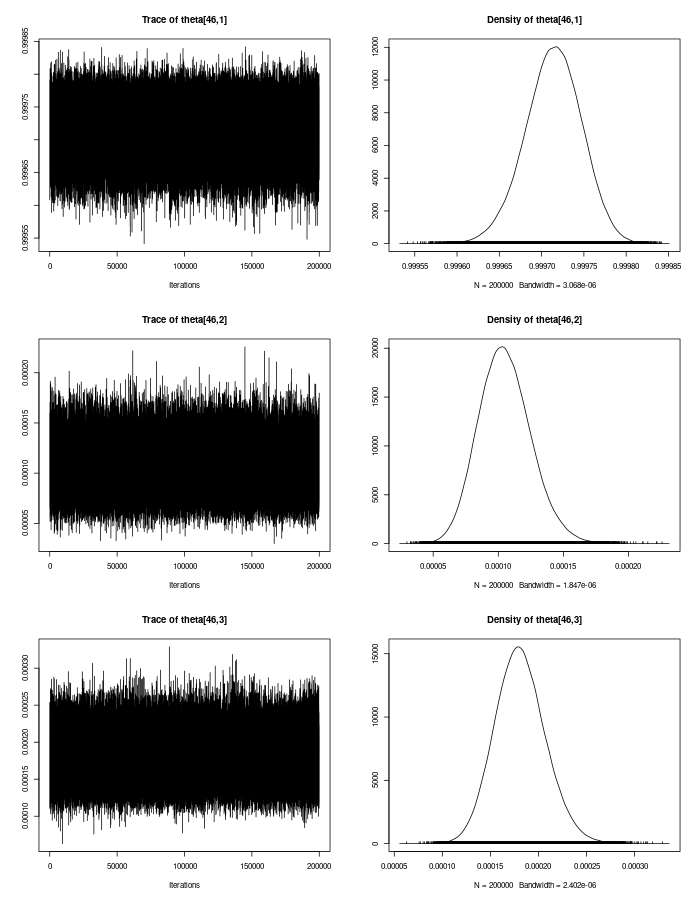 Trace of theta[46,1]
Density of theta[46,1]
0.99955 0.99965 0.99975 0.99985
0 50000 100000 150000 200000
Iterations
0 2000 4000 6000 8000 10000 12000
0.99955 0.99960 0.99965 0.99970 0.99975 0.99980 0.99985
N = 200000 Bandwidth = 3.068e-06
Trace of theta[46,2]
Density of theta[46,2]
0.00005 0.00010 0.00015 0.00020
0 50000 100000 150000 200000
Iterations
0 5000 10000 15000 20000
0.00005 0.00010 0.00015 0.00020
N = 200000 Bandwidth = 1.847e-06
Trace of theta[46,3]
Density of theta[46,3]
0.00010 0.00015 0.00020 0.00025 0.00030
0 50000 100000 150000 200000
Iterations
0 5000 10000 15000
0.00005 0.00010 0.00015 0.00020 0.00025 0.00030
N = 200000 Bandwidth = 2.402e-06